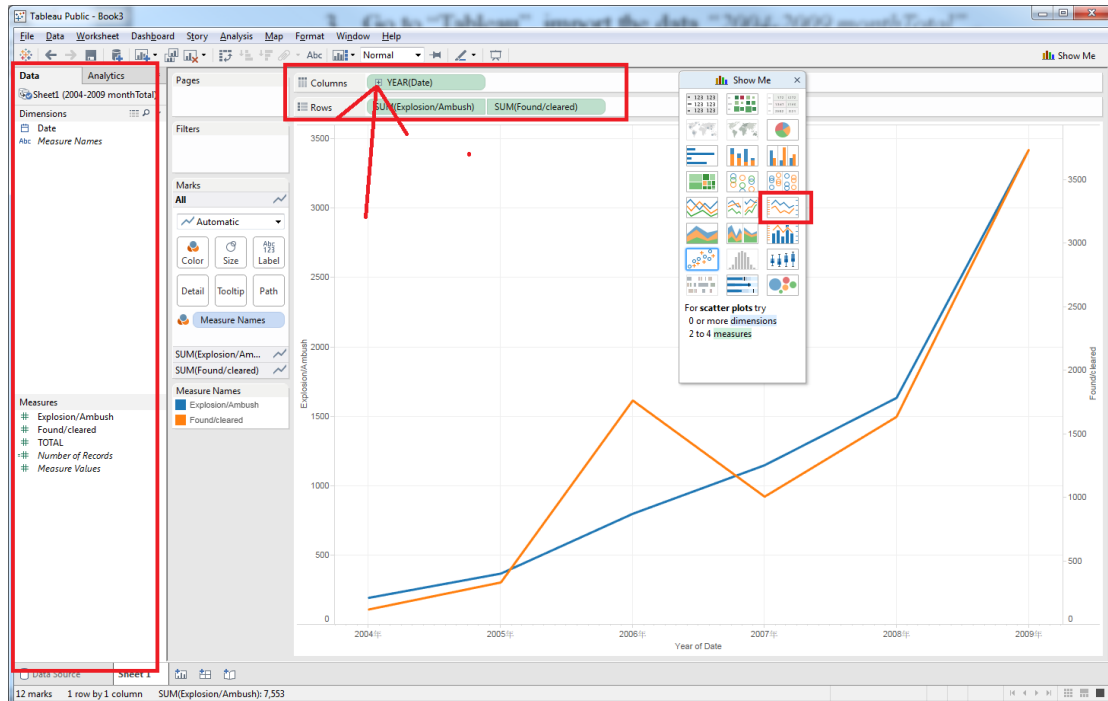 Tableau Public - Book3
3. Go to "Tableau", import the data "2004-2009 monthTotal"
File Data Worksheet Dashboard Story Analysis Map Format Window Help
Abc Normal Show Me
Data Analytics
Sheet1 (2004-2009 monthTotal)
Dimensions
Date
Abc Measure Names
Measures
# Explosion/Ambush
# Found/cleared
# TOTAL
=# Number of Records
# Measure Values
Pages
Filters
Marks
All
Automatic
Color Size Abc 123 Label
Detail Tooltip Path
Measure Names
SUM(Explosion/Am...
SUM(Found/cleared)
Measure Names
Explosion/Ambush
Found/cleared
Columns YEAR(Date)
Rows SUM(Explosion/Ambush) SUM(Found/cleared)
Show Me ×
For scatter plots try
0 or more dimensions
2 to 4 measures
3500
3000
2500
2000
1500
1000
500
0
Explosion/Ambush
3500
3000
2500
2000
1500
1000
500
0
Found/cleared
2004年 2005年 2006年 2007年 2008年 2009年
Year of Date
Data Source Sheet 1
12 marks 1 row by 1 column SUM(Explosion/Ambush): 7,553